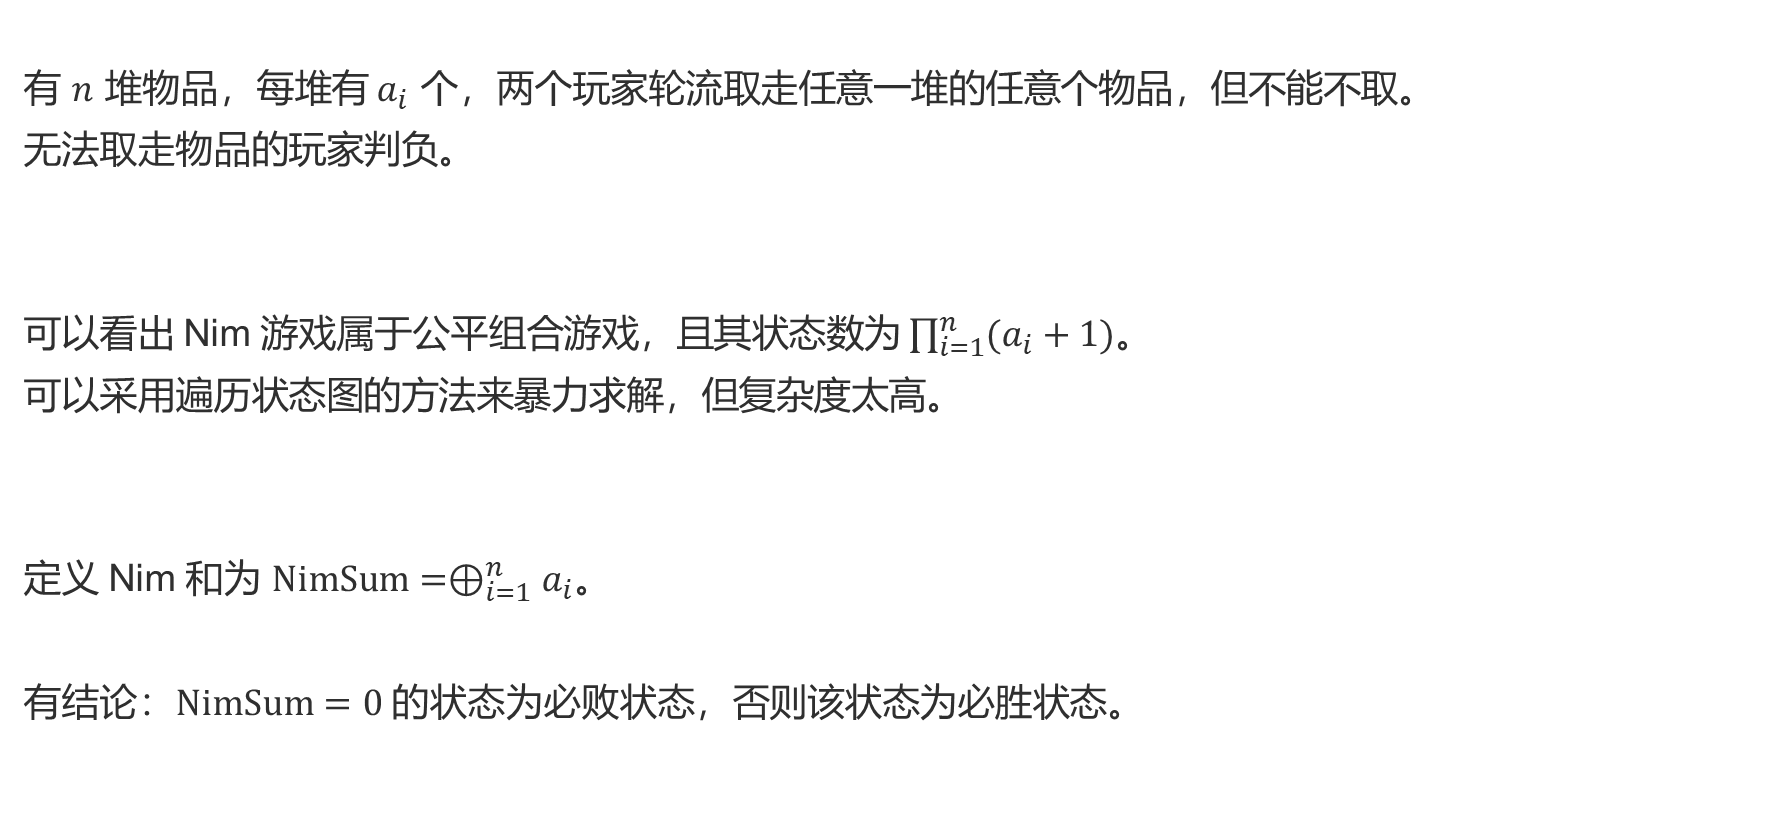 有 n 堆物品，每堆有 aᵢ 个，两个玩家轮流取走任意一堆的任意个物品，但不能不取。
无法取走物品的玩家判负。
可以看出 Nim 游戏属于公平组合游戏，且其状态数为 ∏ⁿᵢ₌₁(aᵢ + 1)。
可以采用遍历状态图的方法来暴力求解，但复杂度太高。
定义 Nim 和为 NimSum =⊕ⁿᵢ₌₁ aᵢ。
有结论：NimSum = 0 的状态为必败状态，否则该状态为必胜状态。